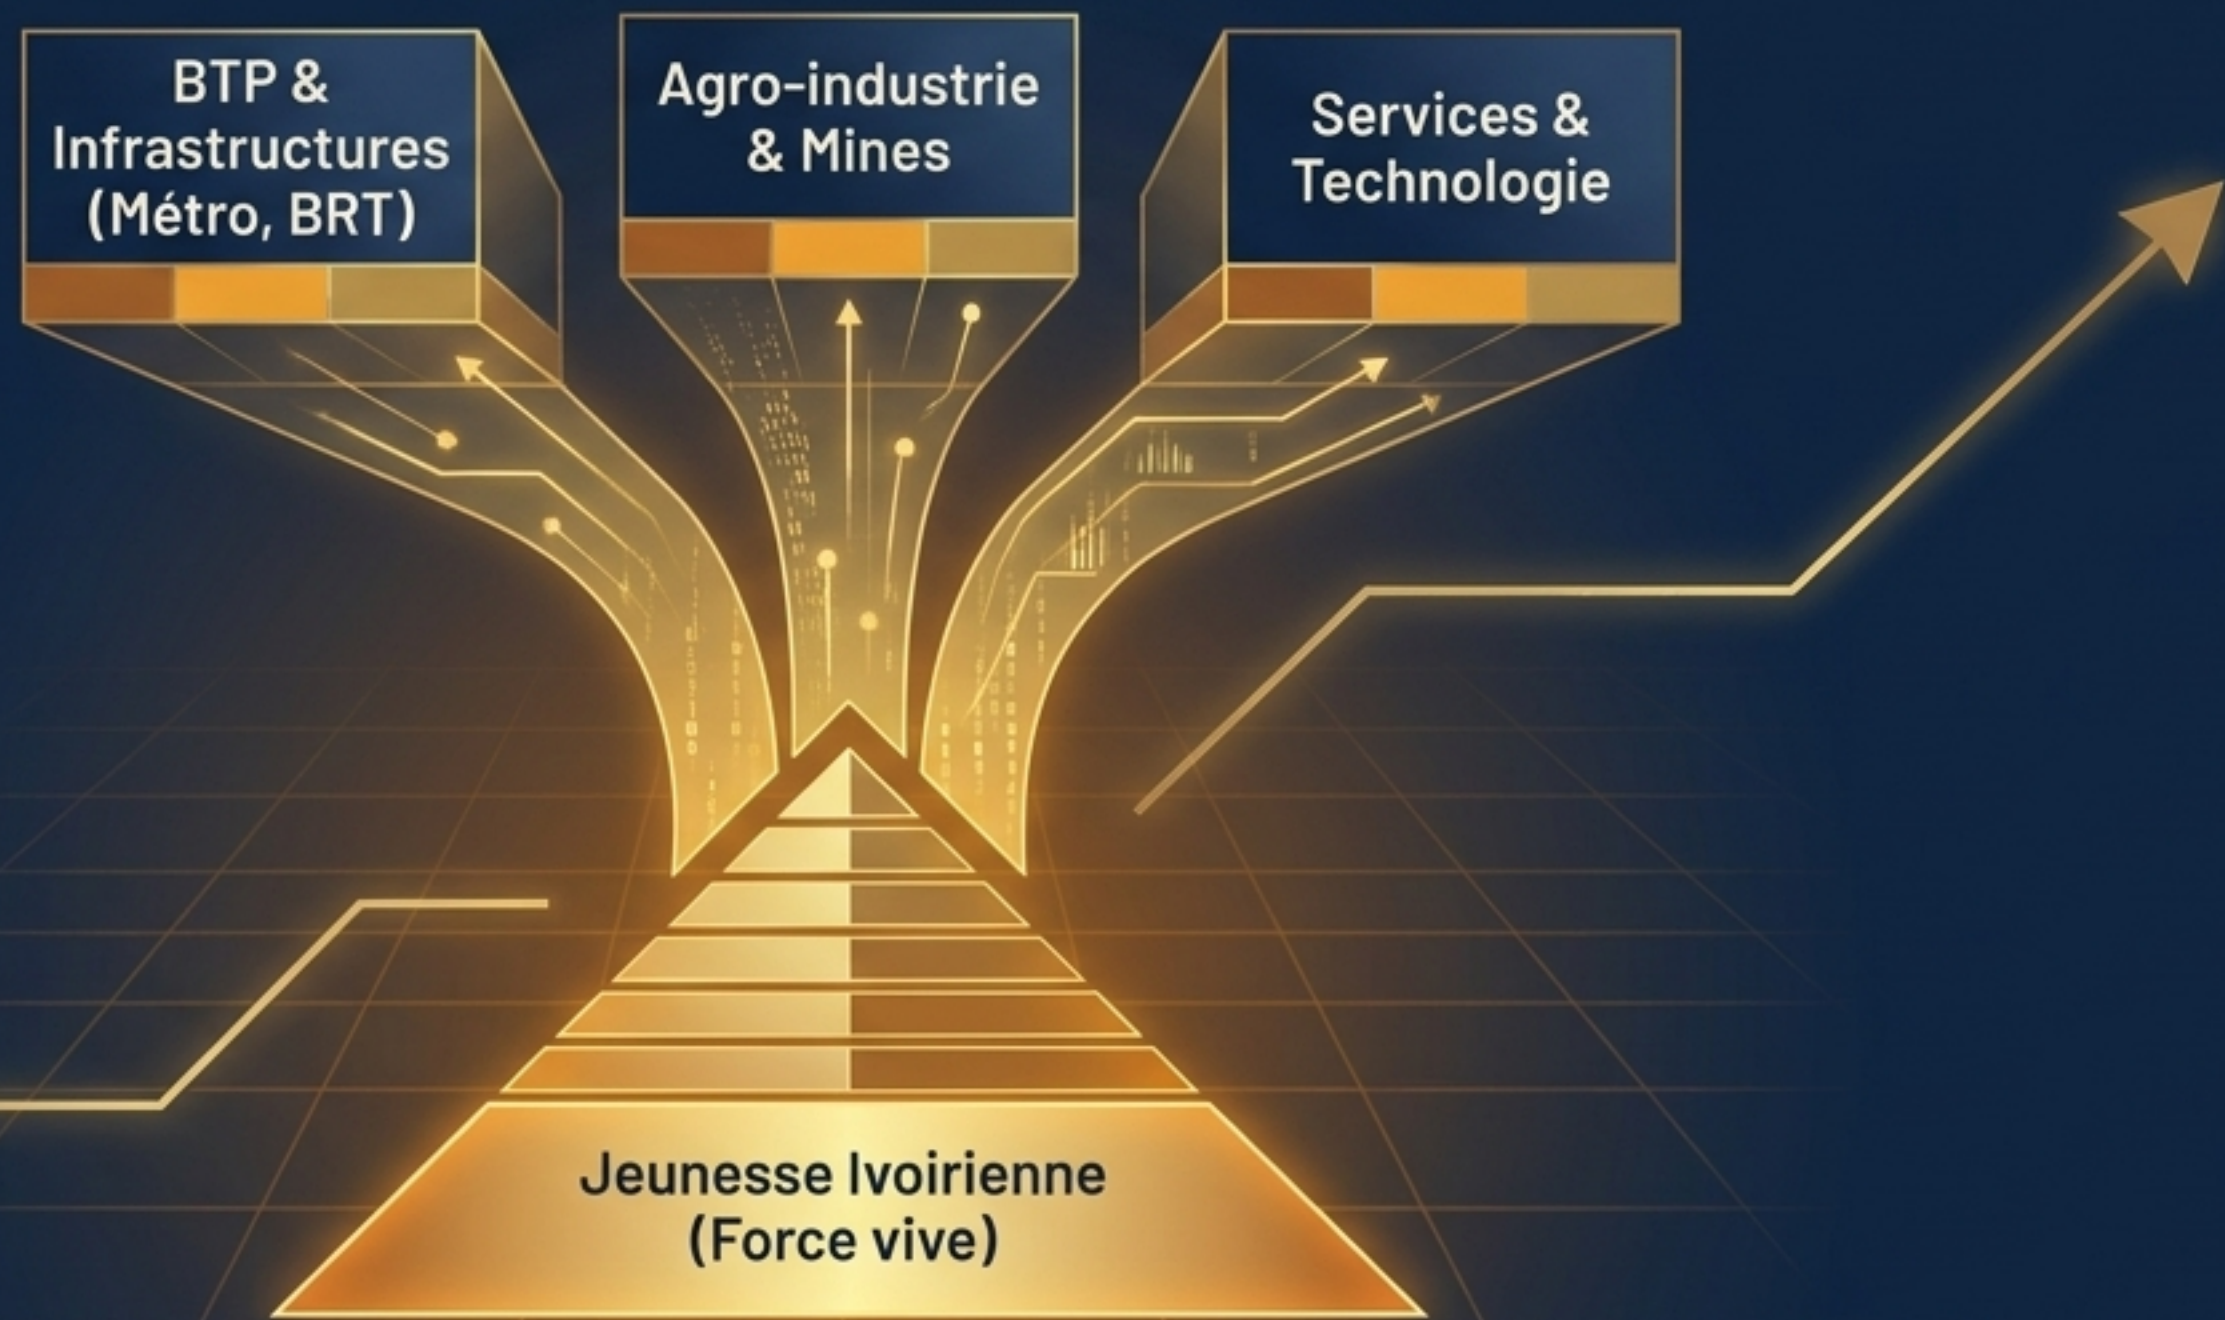 BTP &
Infrastructures
(Métro, BRT)
Agro-industrie
& Mines
Services &
Technologie
Jeunesse Ivoirienne
(Force vive)